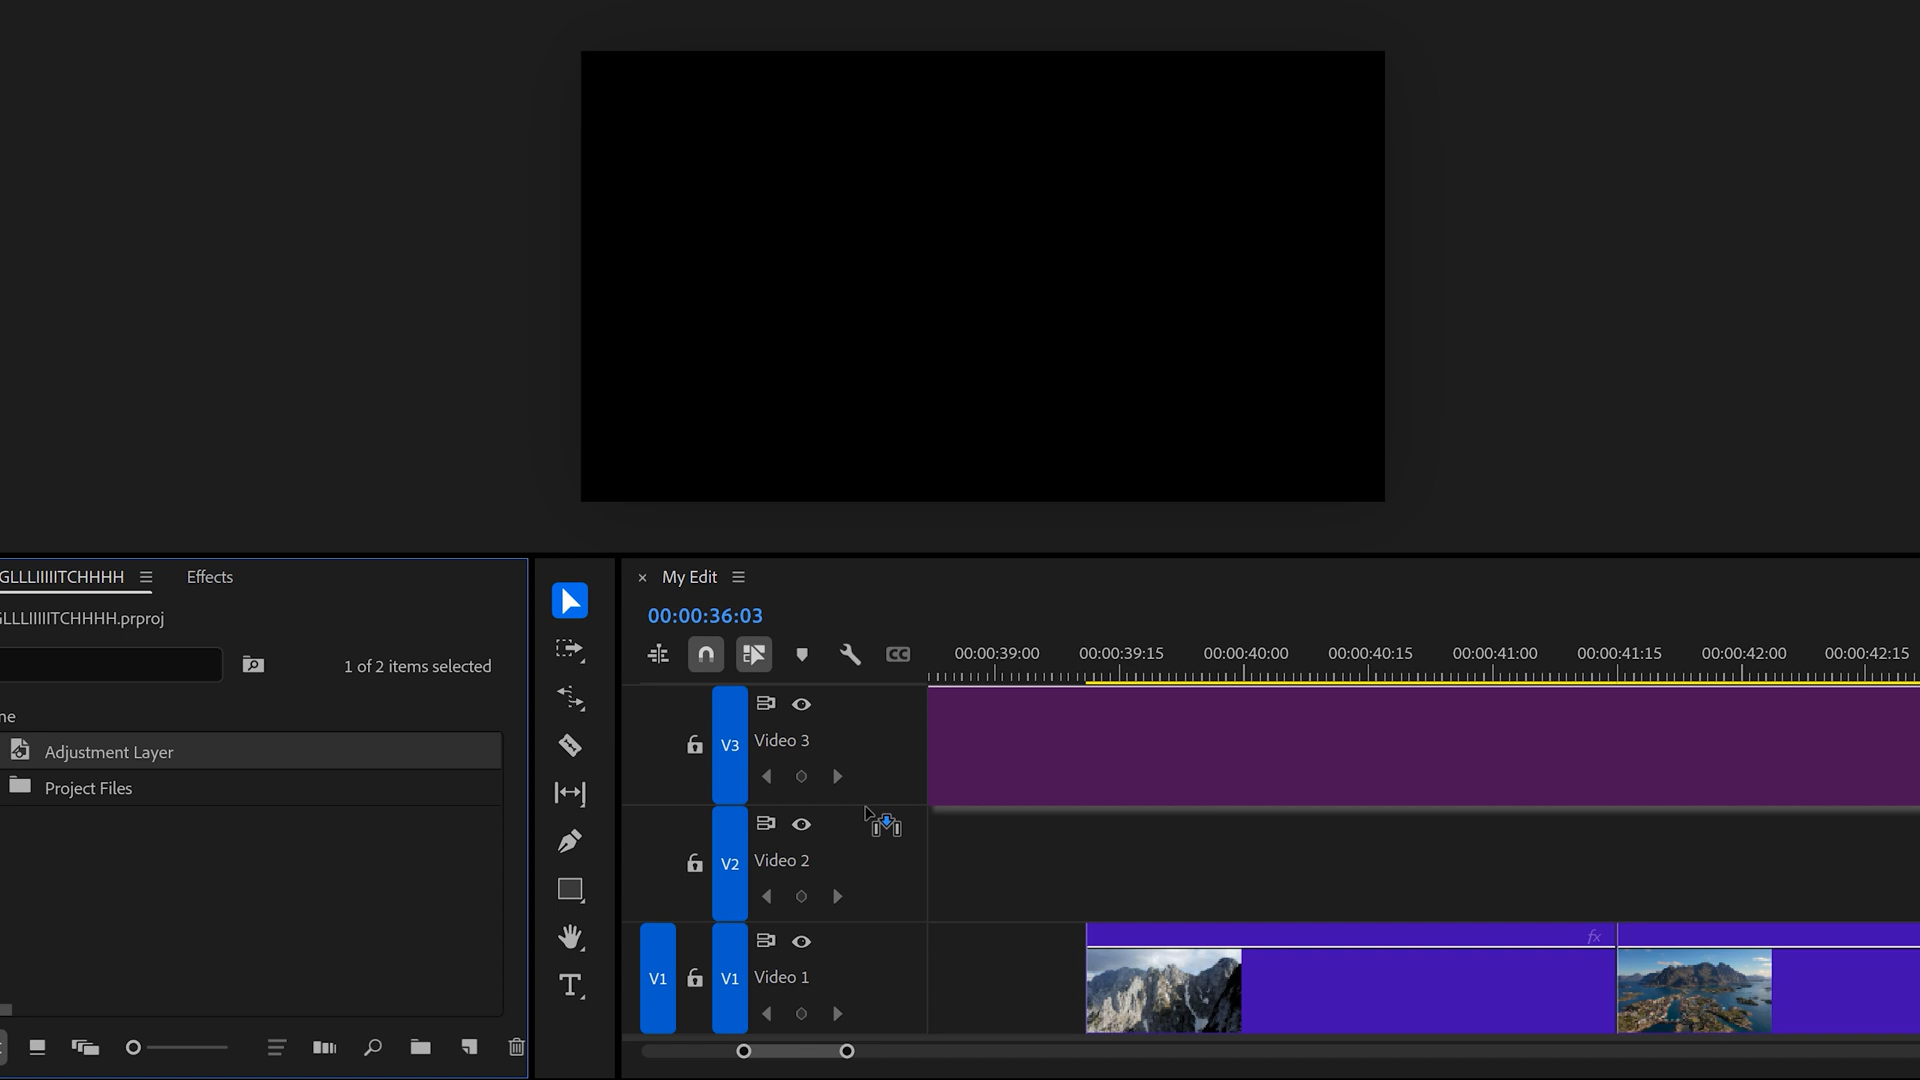 GLLLIIIIITCHHHH
Effects
GLLLIIIIITCHHHH.prproj
1 of 2 items selected
me
Adjustment Layer
Project Files
My Edit
00:00:36:03
CC
00:00:39:00 00:00:39:15 00:00:40:00 00:00:40:15 00:00:41:00 00:00:41:15 00:00:42:00 00:00:42:15
V3 Video 3
V2 Video 2
fx
V1 V1 Video 1